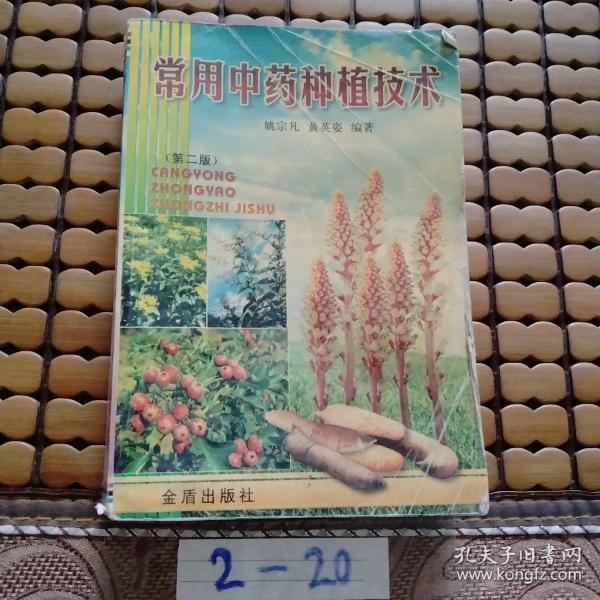 常用中药种植技术
姚宗凡 黄英姿 编著
（第二版）
CANGYONG
ZHONGYAO
ZHONGZHI JISHU
金盾出版社
2-20
孔夫子旧书网
www.kongfz.com